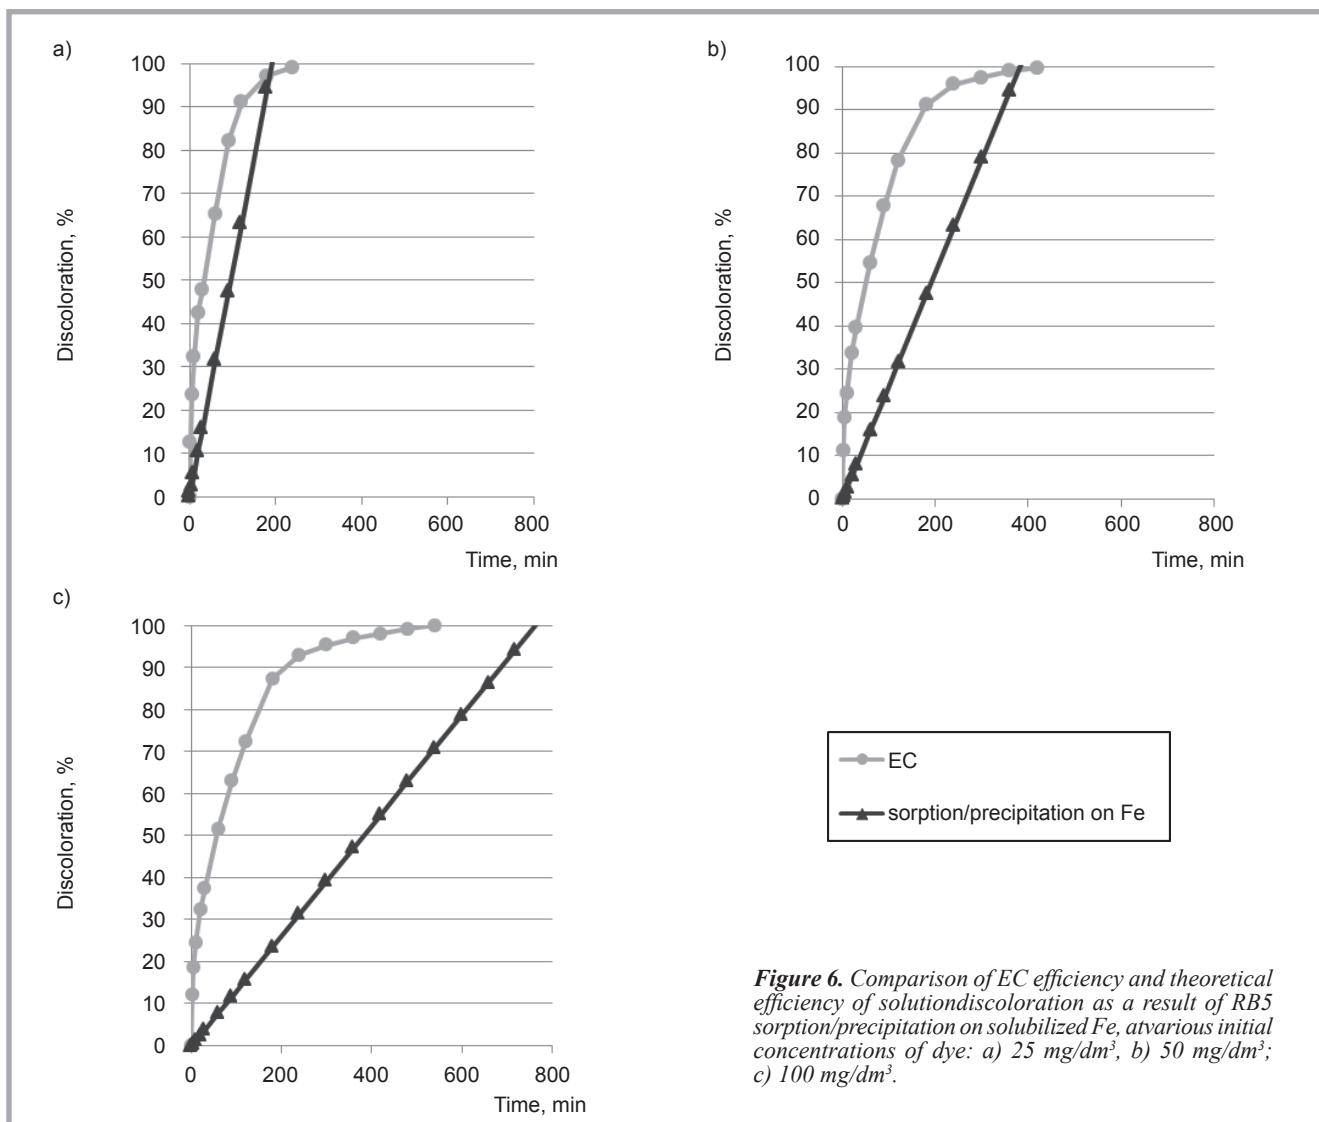 a)
100
90
80
70
60
50
40
30
20
10
0
Discoloration, %
0 200 400 600 800
Time, min
b)
100
90
80
70
60
50
40
30
20
10
0
Discoloration, %
0 200 400 600 800
Time, min
c)
100
90
80
70
60
50
40
30
20
10
0
Discoloration, %
0 200 400 600 800
Time, min
EC
sorption/precipitation on Fe
Figure 6. Comparison of EC efficiency and theoretical
efficiency of solutiondiscoloration as a result of RB5
sorption/precipitation on solubilized Fe, atvarious initial
concentrations of dye: a) 25 mg/dm³, b) 50 mg/dm³;
c) 100 mg/dm³.